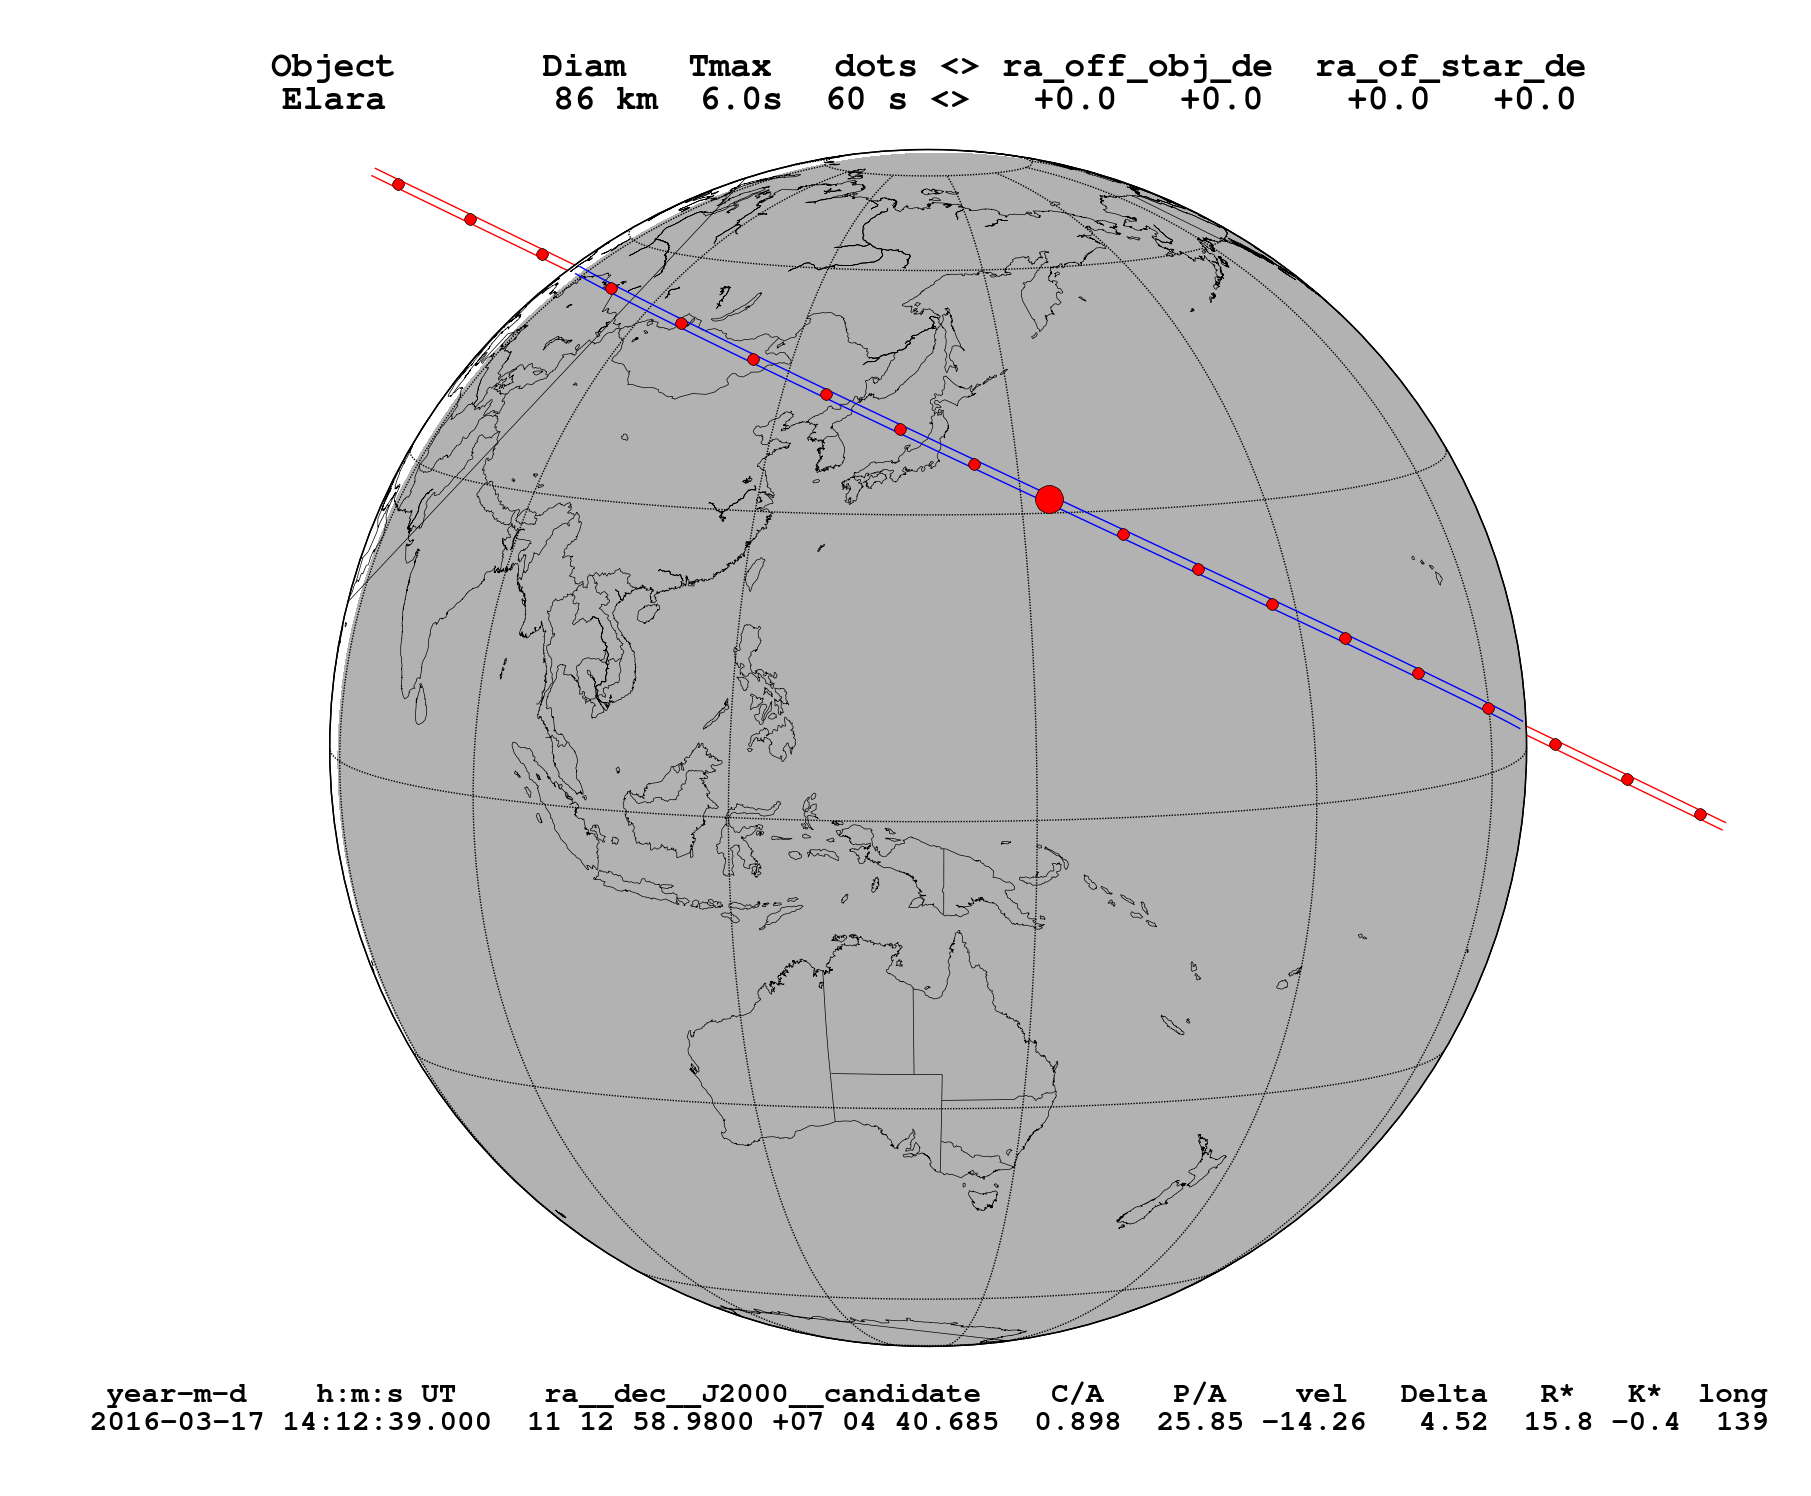 Object Diam Tmax dots <> ra_off_obj_de ra_of_star_de
Elara 86 km 6.0s 60 s <> +0.0 +0.0 +0.0 +0.0
year-m-d h:m:s UT ra__dec__J2000__candidate C/A P/A vel Delta R* K* long
2016-03-17 14:12:39.000 11 12 58.9800 +07 04 40.685 0.898 25.85 -14.26 4.52 15.8 -0.4 139